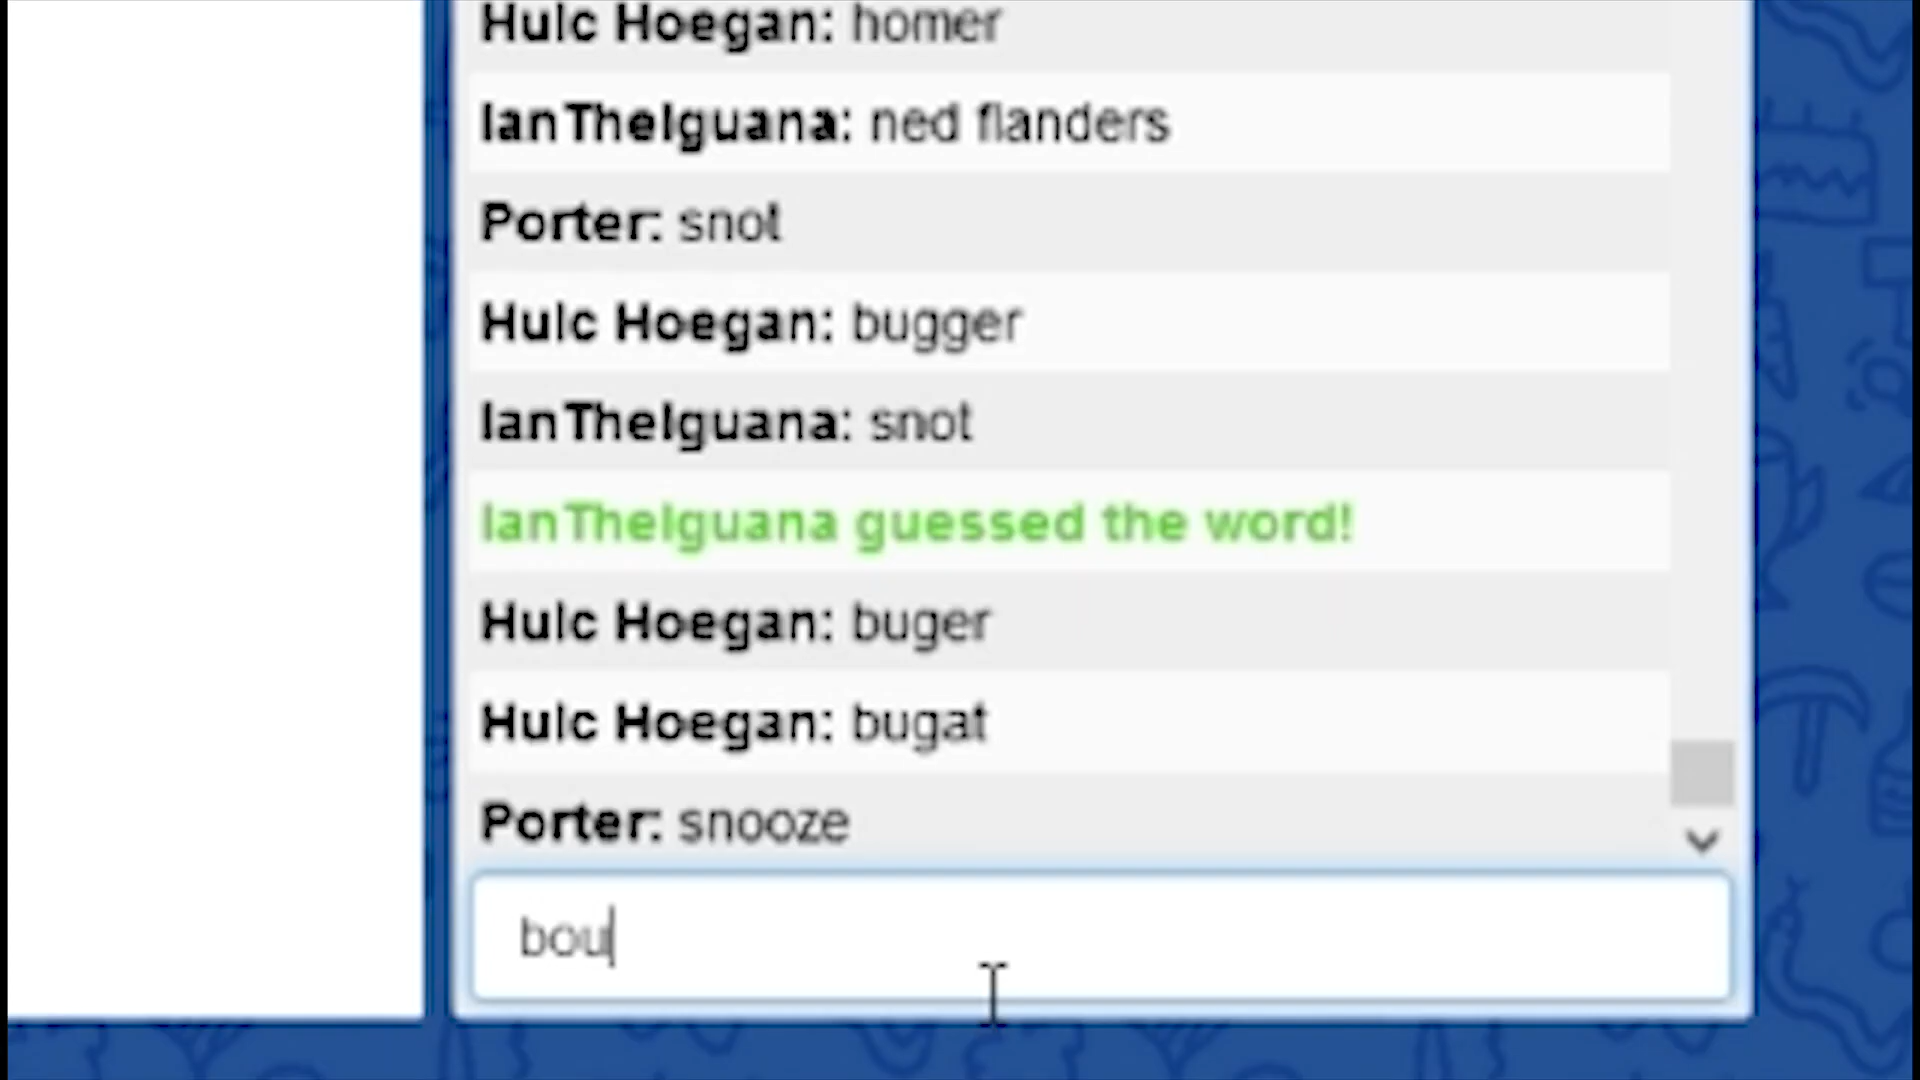 Hulc Hoegan: homer
IanTheIguana: ned flanders
Porter: snot
Hulc Hoegan: bugger
IanTheIguana: snot
IanTheIguana guessed the word!
Hulc Hoegan: buger
Hulc Hoegan: bugat
Porter: snooze
bou